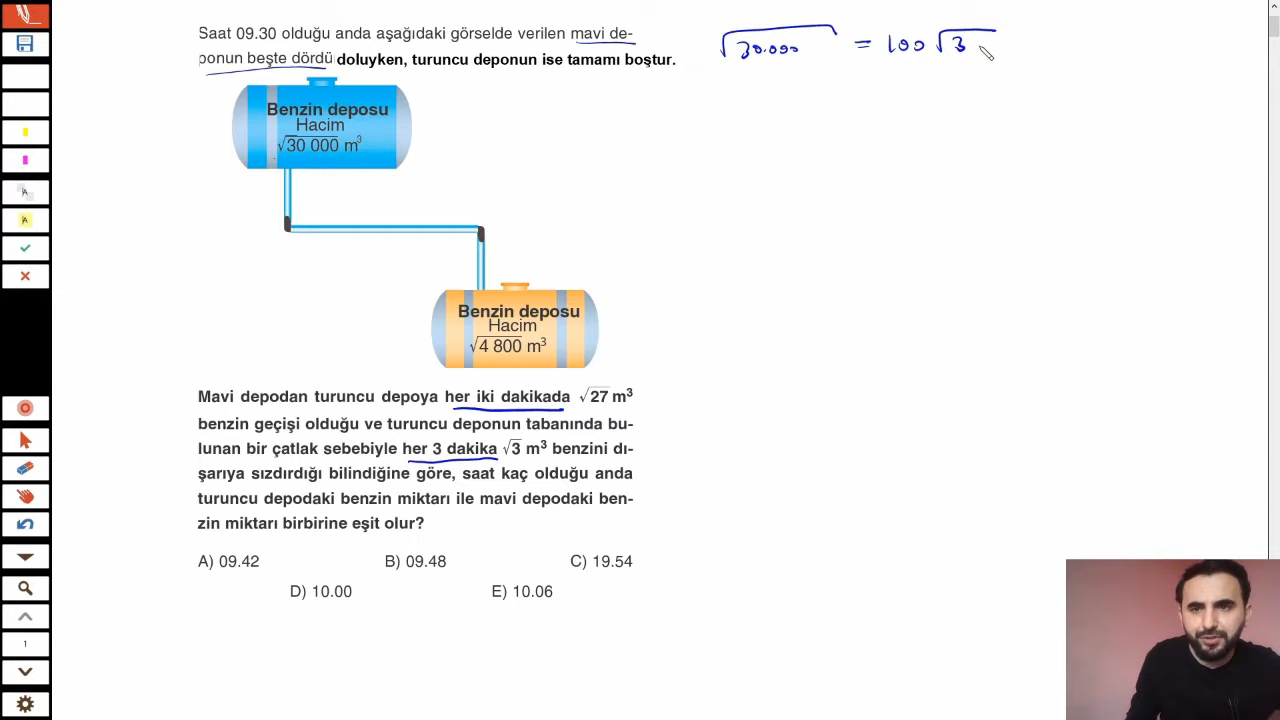 Saat 09.30 olduğu anda aşağıdaki görselde verilen mavi de-
ponun beşte dördü doluyken, turuncu deponun ise tamamı boştur.
√30.000 = 100 √3
Benzin deposu
Hacim
√30 000 m³
Benzin deposu
Hacim
√4 800 m³
Mavi depodan turuncu depoya her iki dakikada √27 m³
benzin geçişi olduğu ve turuncu deponun tabanında bu-
lunan bir çatlak sebebiyle her 3 dakika √3 m³ benzini dı-
şarıya sızdırdığı bilindiğine göre, saat kaç olduğu anda
turuncu depodaki benzin miktarı ile mavi depodaki ben-
zin miktarı birbirine eşit olur?
A) 09.42 B) 09.48 C) 19.54
D) 10.00 E) 10.06
A
A
1